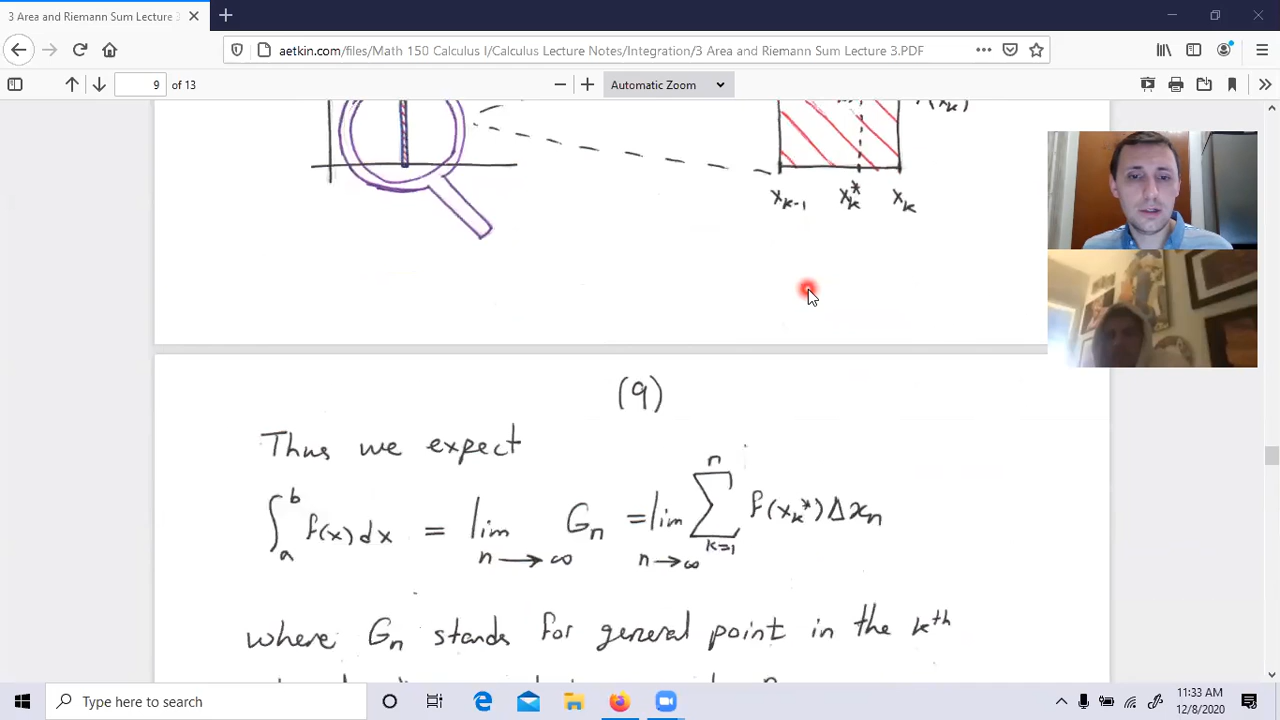 3 Area and Riemann Sum Lecture 3
aetkin.com/files/Math 150 Calculus I/Calculus Lecture Notes/Integration/3 Area and Riemann Sum Lecture 3.PDF
9 of 13
Automatic Zoom
x_{k-1} x_k^* x_k
(9)
Thus we expect
∫_a^b f(x)dx = lim_{n→∞} G_n = lim_{n→∞} ∑_{k=1}^n f(x_k^*)Δx_n
where G_n stands for general point in the k^th
Type here to search
11:33 AM
12/8/2020